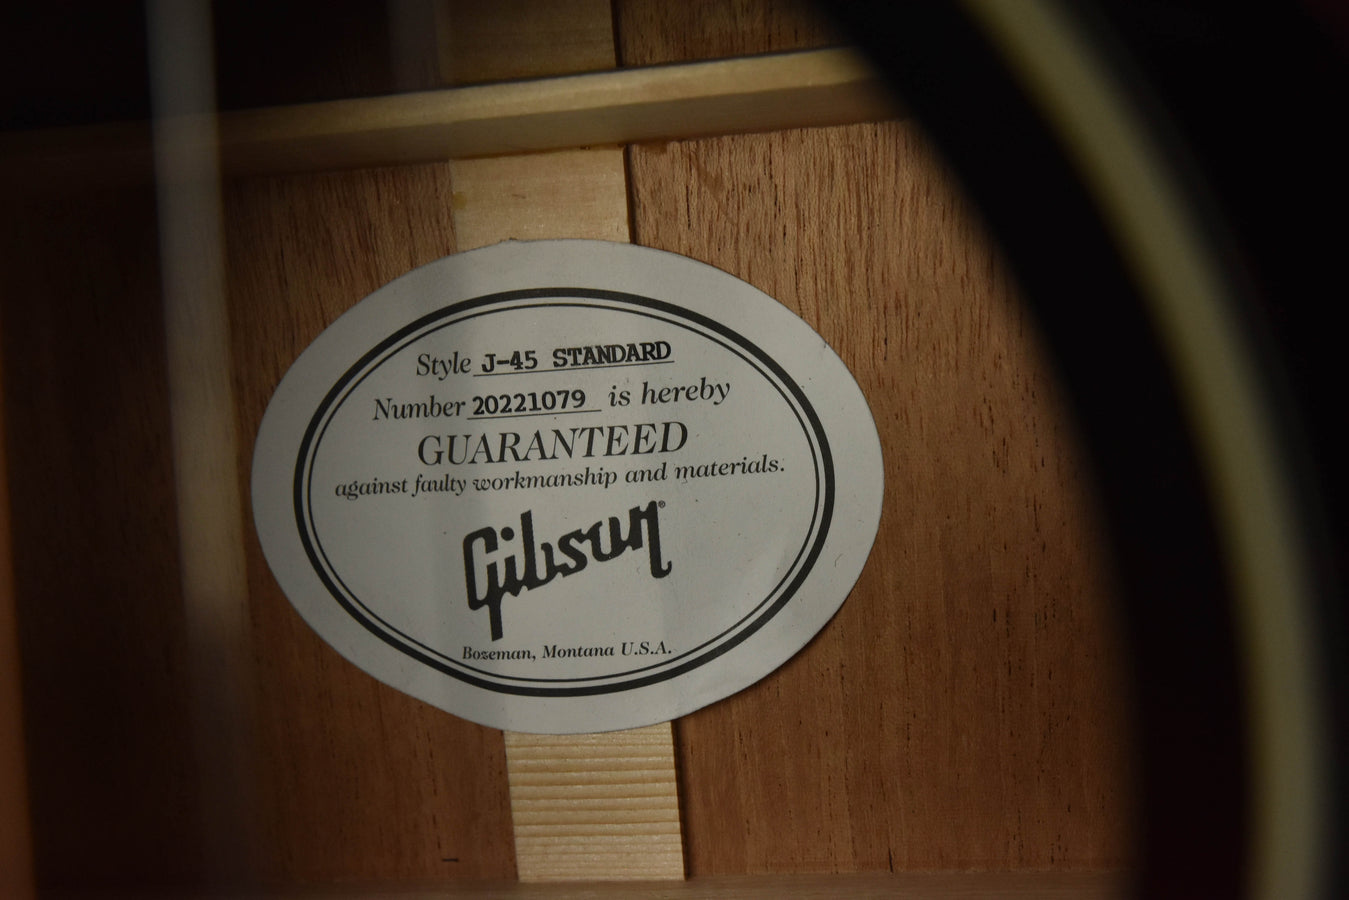 Style J-45 STANDARD
Number 20221079 is hereby
GUARANTEED
against faulty workmanship and materials.
Gibson®
Bozeman, Montana U.S.A.